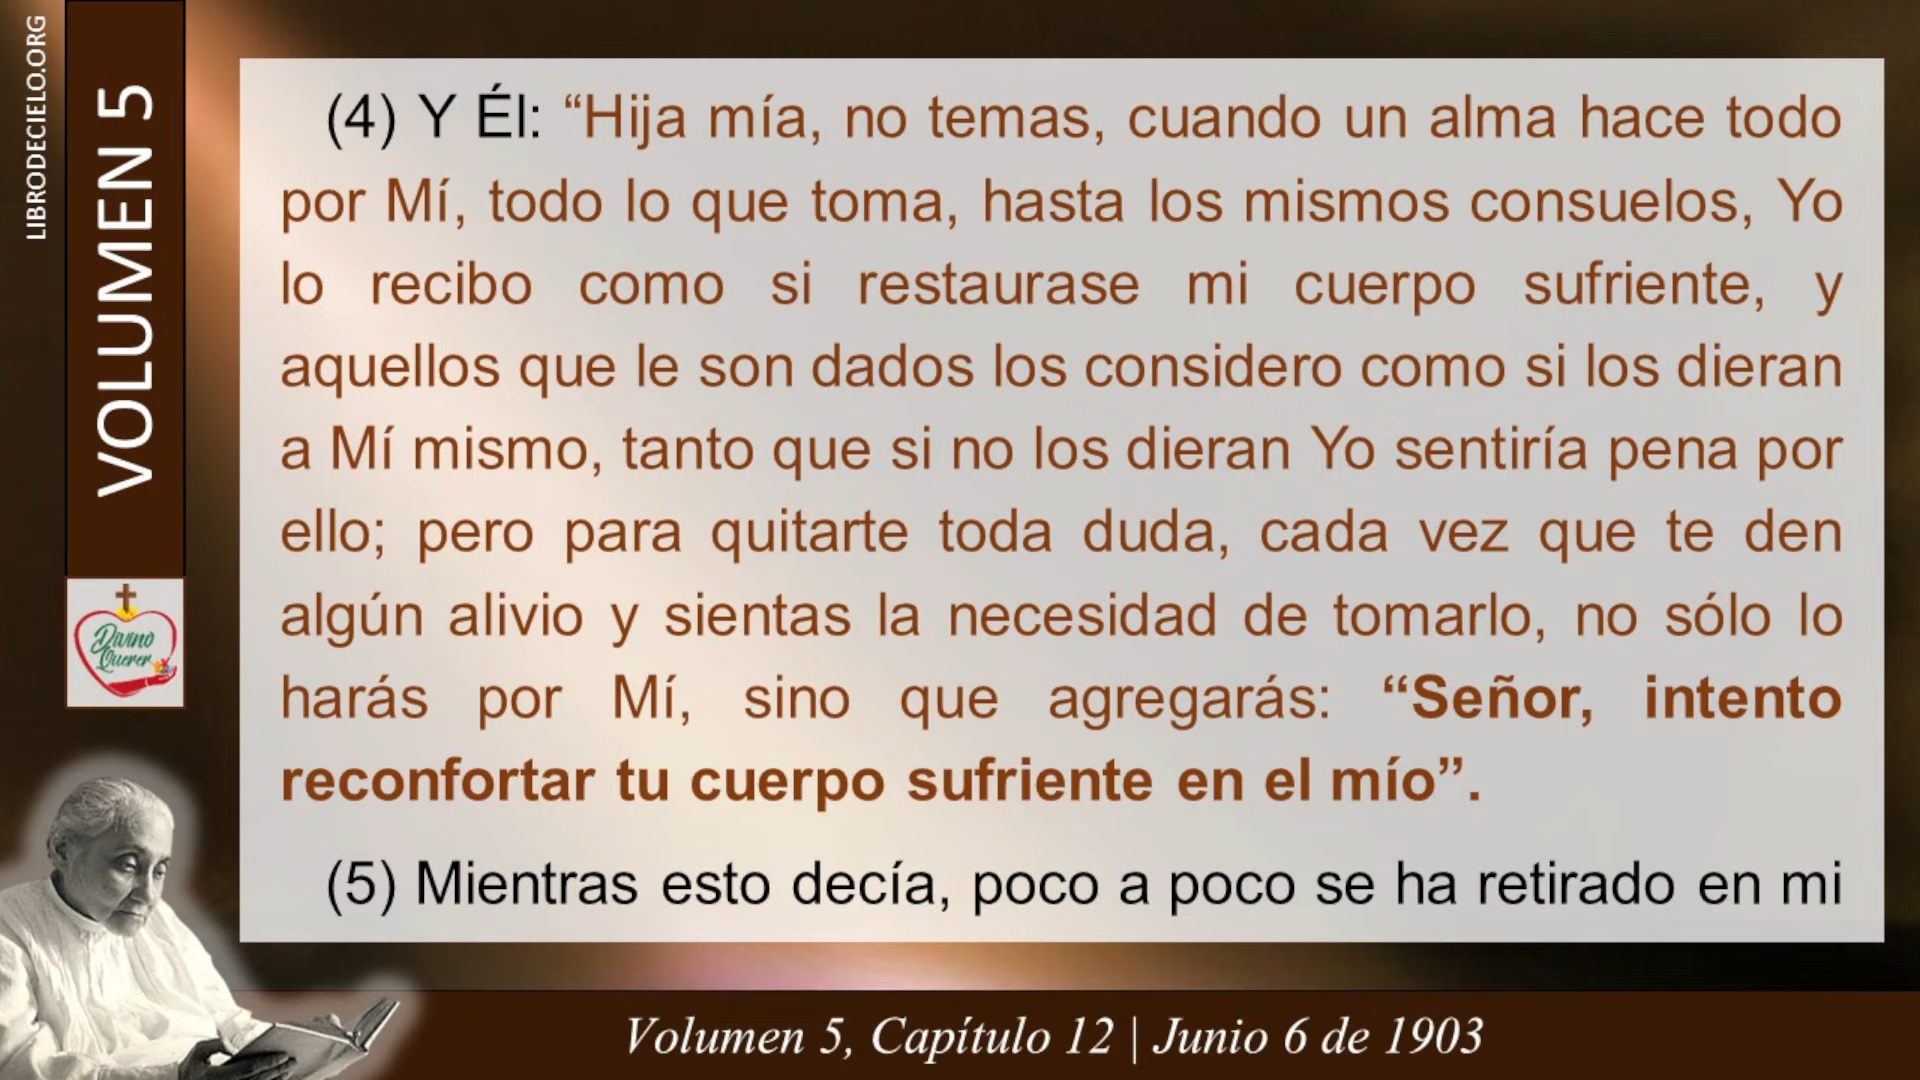 LIBRODECIELO.ORG
VOLUMEN 5
Divino
Querer
(4) Y Él: “Hija mía, no temas, cuando un alma hace todo
por Mí, todo lo que toma, hasta los mismos consuelos, Yo
lo recibo como si restaurase mi cuerpo sufriente, y
aquellos que le son dados los considero como si los dieran
a Mí mismo, tanto que si no los dieran Yo sentiría pena por
ello; pero para quitarte toda duda, cada vez que te den
algún alivio y sientas la necesidad de tomarlo, no sólo lo
harás por Mí, sino que agregarás: “Señor, intento
reconfortar tu cuerpo sufriente en el mío”.
(5) Mientras esto decía, poco a poco se ha retirado en mi
Volumen 5, Capítulo 12 | Junio 6 de 1903